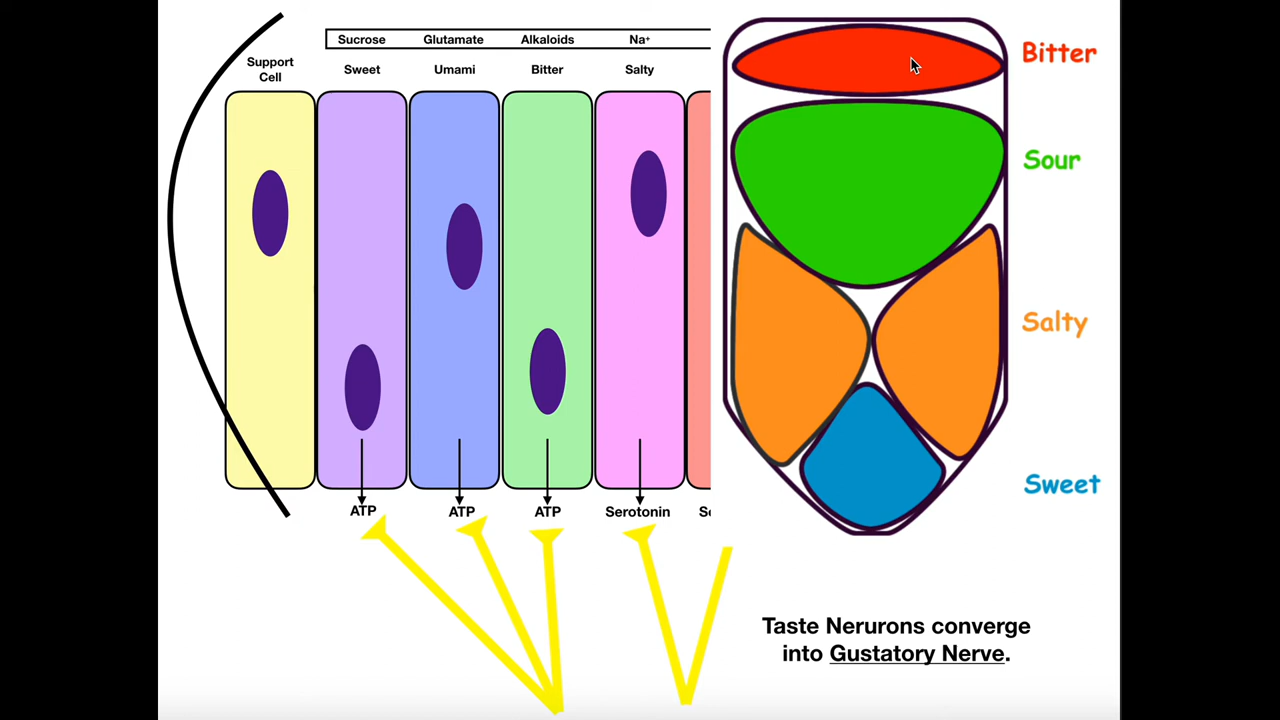 Sucrose Glutamate Alkaloids Na+
Support
Cell
Sweet Umami Bitter Salty
ATP ATP ATP Serotonin
Bitter
Sour
Salty
Sweet
Taste Nerurons converge
into Gustatory Nerve.